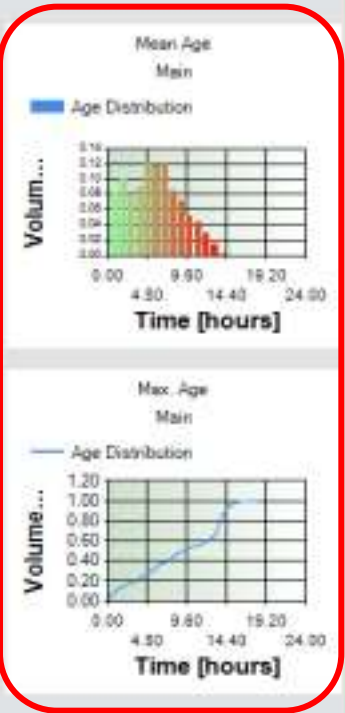 Mean Age
Main
Age Distribution
Volum...
0.14
0.12
0.10
0.08
0.06
0.04
0.02
0.00
0.00 9.60 19.20
4.80 14.40 24.00
Time [hours]
Max. Age
Main
Age Distribution
Volume...
1.20
1.00
0.80
0.60
0.40
0.20
0.00
0.00 9.60 19.20
4.80 14.40 24.00
Time [hours]